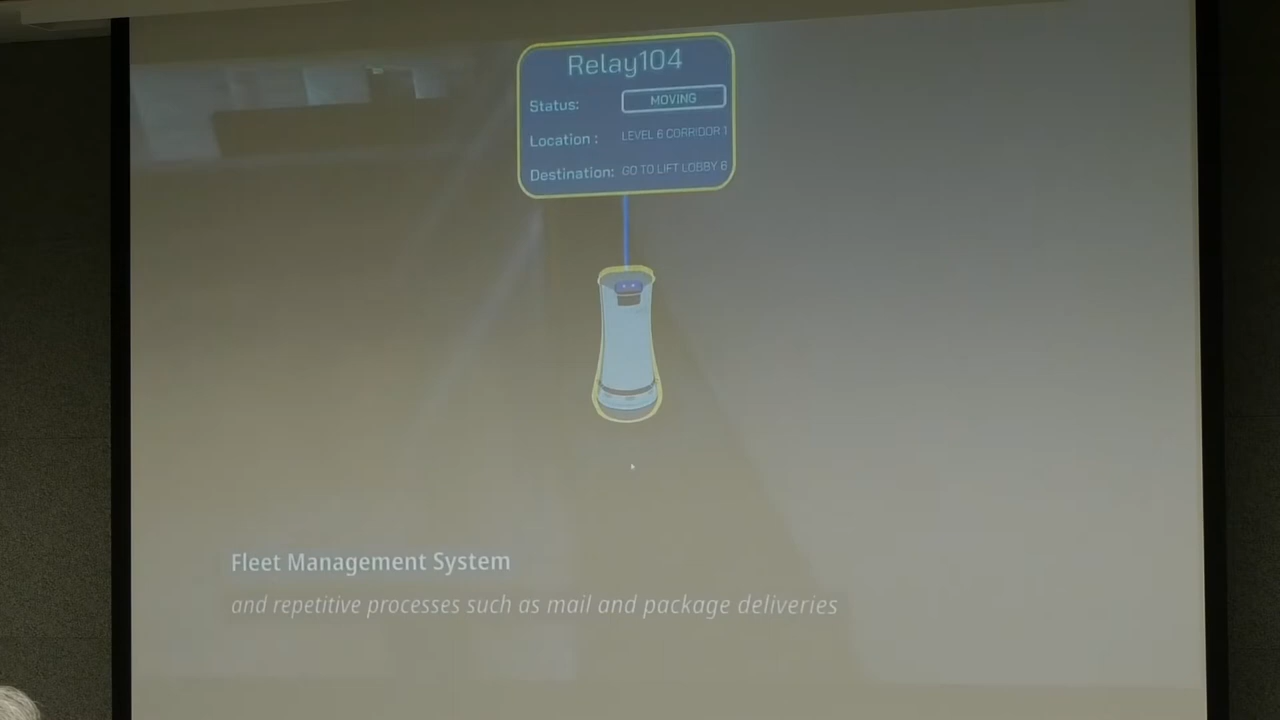 Relay104
Status: MOVING
Location : LEVEL 6 CORRIDOR 1
Destination: GO TO LIFT LOBBY 6
Fleet Management System
and repetitive processes such as mail and package deliveries